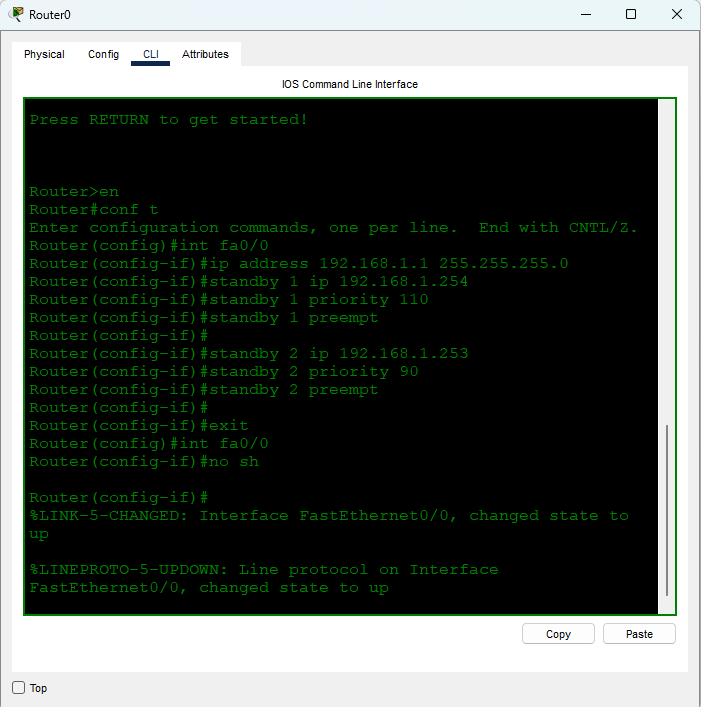 Router0
Physical Config CLI Attributes
IOS Command Line Interface
Press RETURN to get started!
Router>en
Router#conf t
Enter configuration commands, one per line.  End with CNTL/Z.
Router(config)#int fa0/0
Router(config-if)#ip address 192.168.1.1 255.255.255.0
Router(config-if)#standby 1 ip 192.168.1.254
Router(config-if)#standby 1 priority 110
Router(config-if)#standby 1 preempt
Router(config-if)#
Router(config-if)#standby 2 ip 192.168.1.253
Router(config-if)#standby 2 priority 90
Router(config-if)#standby 2 preempt
Router(config-if)#
Router(config-if)#exit
Router(config)#int fa0/0
Router(config-if)#no sh
Router(config-if)#
%LINK-5-CHANGED: Interface FastEthernet0/0, changed state to
up
%LINEPROTO-5-UPDOWN: Line protocol on Interface
FastEthernet0/0, changed state to up
Copy Paste
Top